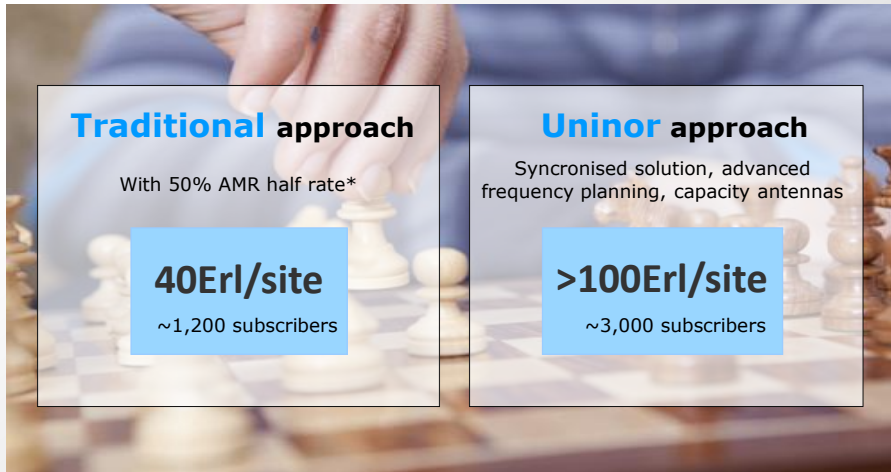 Traditional approach
With 50% AMR half rate*
40Erl/site
~1,200 subscribers
Uninor approach
Syncronised solution, advanced
frequency planning, capacity antennas
>100Erl/site
~3,000 subscribers